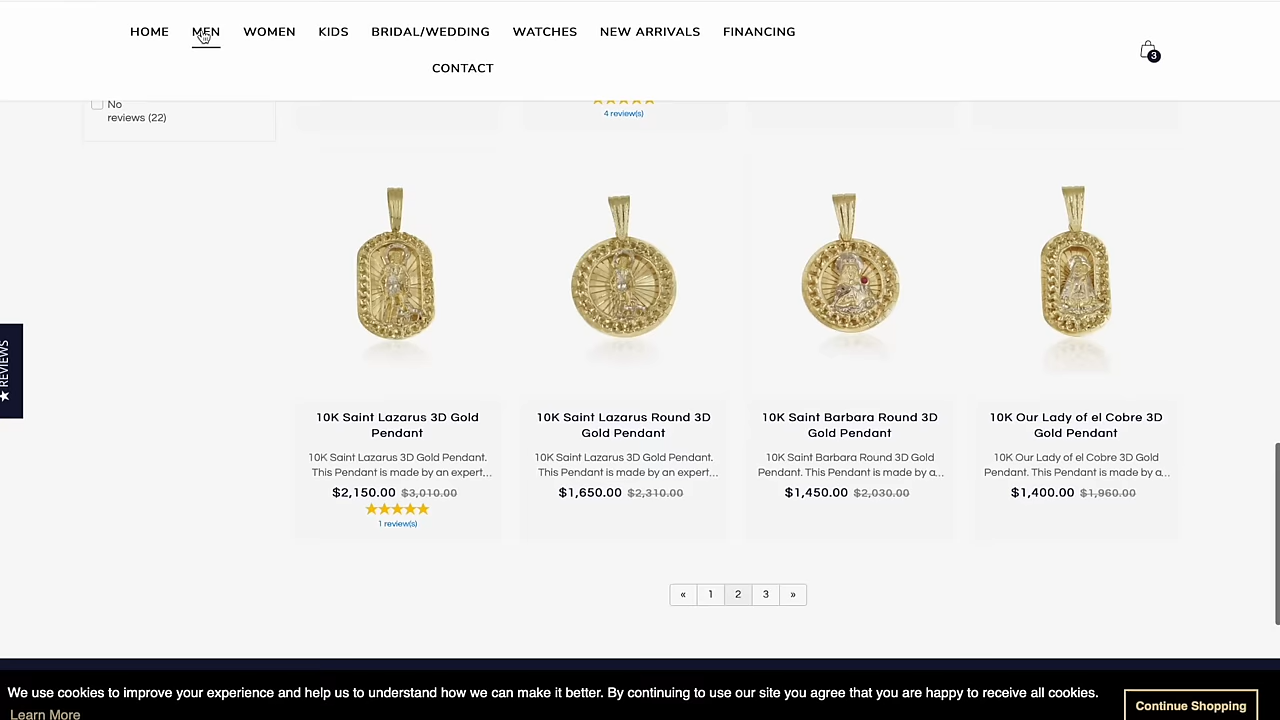 HOME MEN WOMEN KIDS BRIDAL/WEDDING WATCHES NEW ARRIVALS FINANCING
CONTACT
3
No
reviews (22)
4 review(s)
★ REVIEWS
10K Saint Lazarus 3D Gold
Pendant
10K Saint Lazarus 3D Gold Pendant.
This Pendant is made by an expert...
$2,150.00 $3,010.00
1 review(s)
10K Saint Lazarus Round 3D
Gold Pendant
10K Saint Lazarus 3D Gold Pendant.
This Pendant is made by an expert...
$1,650.00 $2,310.00
10K Saint Barbara Round 3D
Gold Pendant
10K Saint Barbara Round 3D Gold
Pendant. This Pendant is made by a...
$1,450.00 $2,030.00
10K Our Lady of el Cobre 3D
Gold Pendant
10K Our Lady of el Cobre 3D Gold
Pendant. This Pendant is made by a...
$1,400.00 $1,960.00
« 1 2 3 »
We use cookies to improve your experience and help us to understand how we can make it better. By continuing to use our site you agree that you are happy to receive all cookies.
Learn More
Continue Shopping